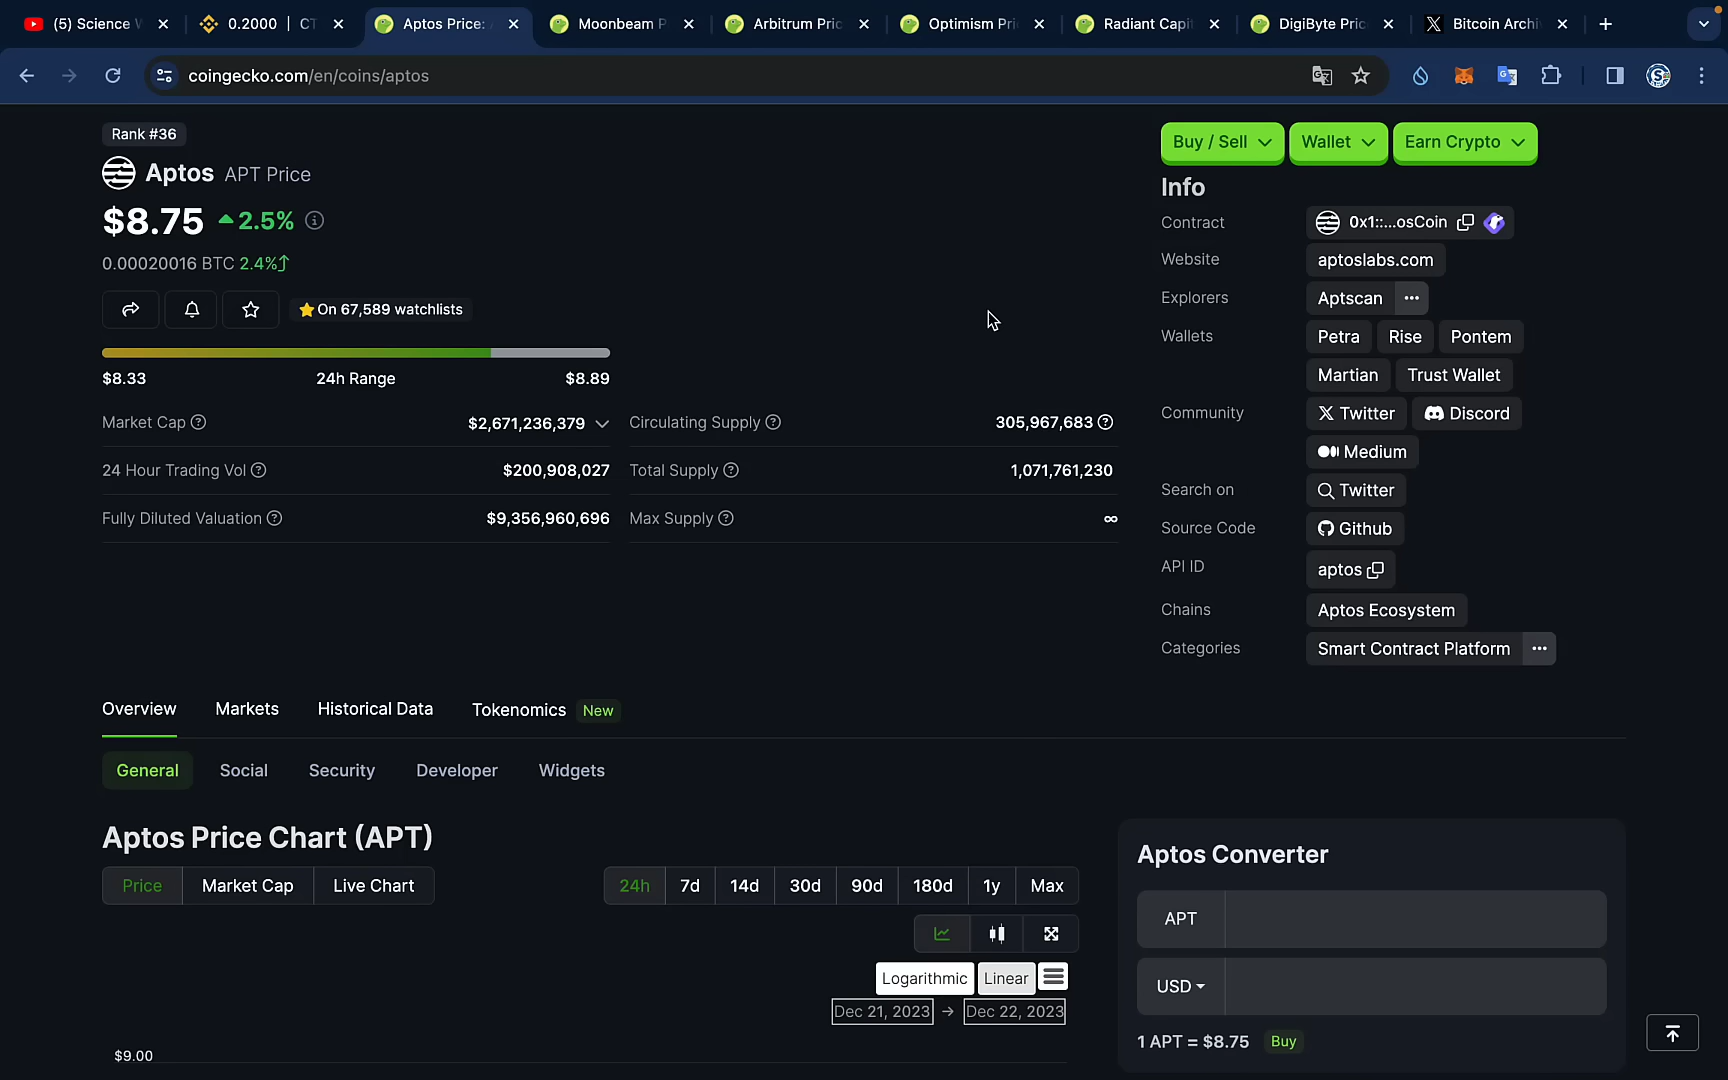 (5) Science
0.2000 | CT
Aptos Price:
Moonbeam P
Arbitrum Pric
Optimism Pri
Radiant Capi
DigiByte Pric
Bitcoin Archi
coingecko.com/en/coins/aptos
Rank #36
Aptos APT Price
$8.75 2.5%
0.00020016 BTC 2.4%
On 67,589 watchlists
$8.33 24h Range $8.89
Market Cap $2,671,236,379
Circulating Supply 305,967,683
24 Hour Trading Vol $200,908,027
Total Supply 1,071,761,230
Fully Diluted Valuation $9,356,960,696
Max Supply ∞
Buy / Sell
Wallet
Earn Crypto
Info
Contract 0x1::...osCoin
Website aptoslabs.com
Explorers Aptscan
Wallets Petra Rise Pontem
Martian Trust Wallet
Community Twitter Discord
Medium
Search on Twitter
Source Code Github
API ID aptos
Chains Aptos Ecosystem
Categories Smart Contract Platform
Overview Markets Historical Data Tokenomics New
General Social Security Developer Widgets
Aptos Price Chart (APT)
Price Market Cap Live Chart
24h 7d 14d 30d 90d 180d 1y Max
Logarithmic Linear
Dec 21, 2023 → Dec 22, 2023
$9.00
Aptos Converter
APT
USD
1 APT = $8.75 Buy